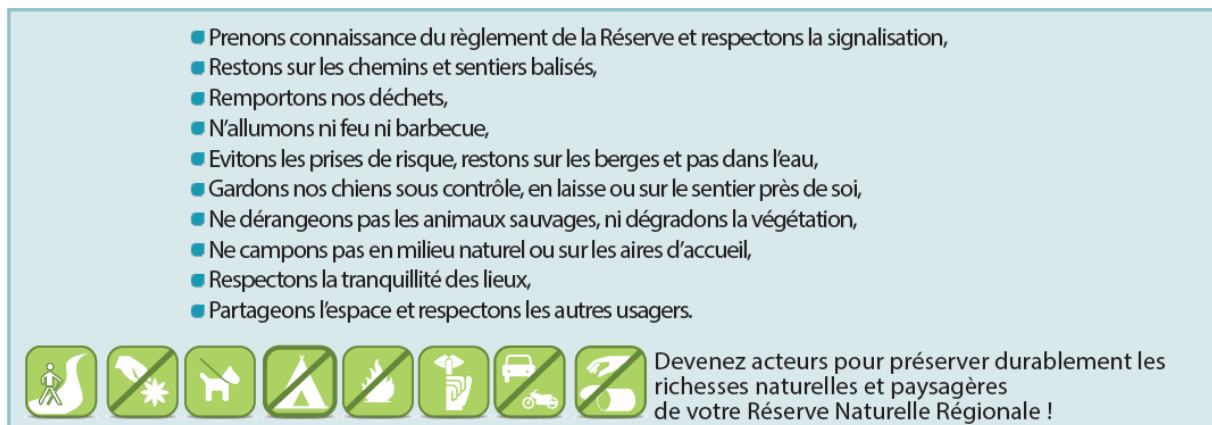 Prenons connaissance du règlement de la Réserve et respectons la signalisation,
Restons sur les chemins et sentiers balisés,
Remportons nos déchets,
N'allumons ni feu ni barbecue,
Evitons les prises de risque, restons sur les berges et pas dans l'eau,
Gardons nos chiens sous contrôle, en laisse ou sur le sentier près de soi,
Ne dérangeons pas les animaux sauvages, ni dégradons la végétation,
Ne campons pas en milieu naturel ou sur les aires d'accueil,
Respectons la tranquillité des lieux,
Partageons l'espace et respectons les autres usagers.
Devenez acteurs pour préserver durablement les
richesses naturelles et paysagères
de votre Réserve Naturelle Régionale !